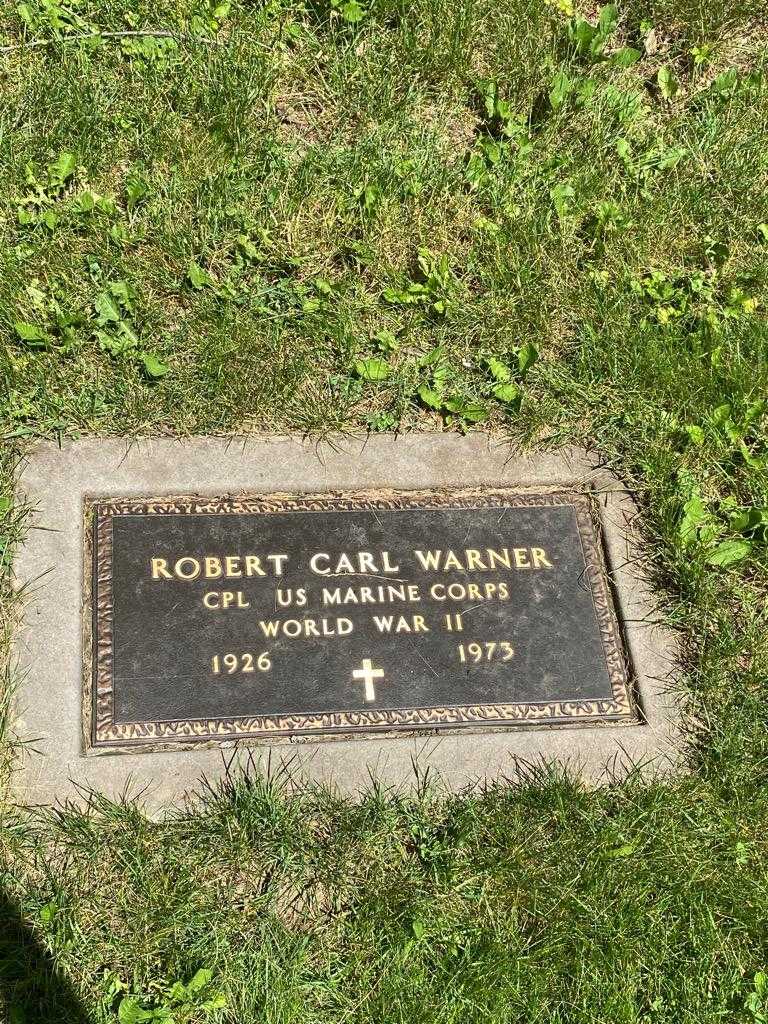 ROBERT CARL WARNER
CPL US MARINE CORPS
WORLD WAR II
1926 1973